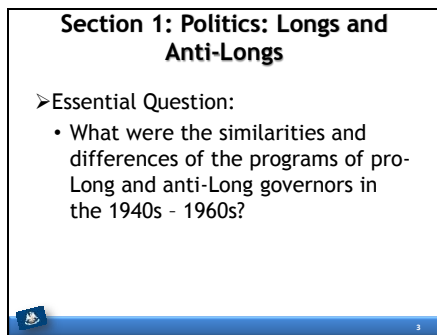 Section 1: Politics: Longs and
Anti-Longs
➢Essential Question:
• What were the similarities and
differences of the programs of pro-
Long and anti-Long governors in
the 1940s – 1960s?
3